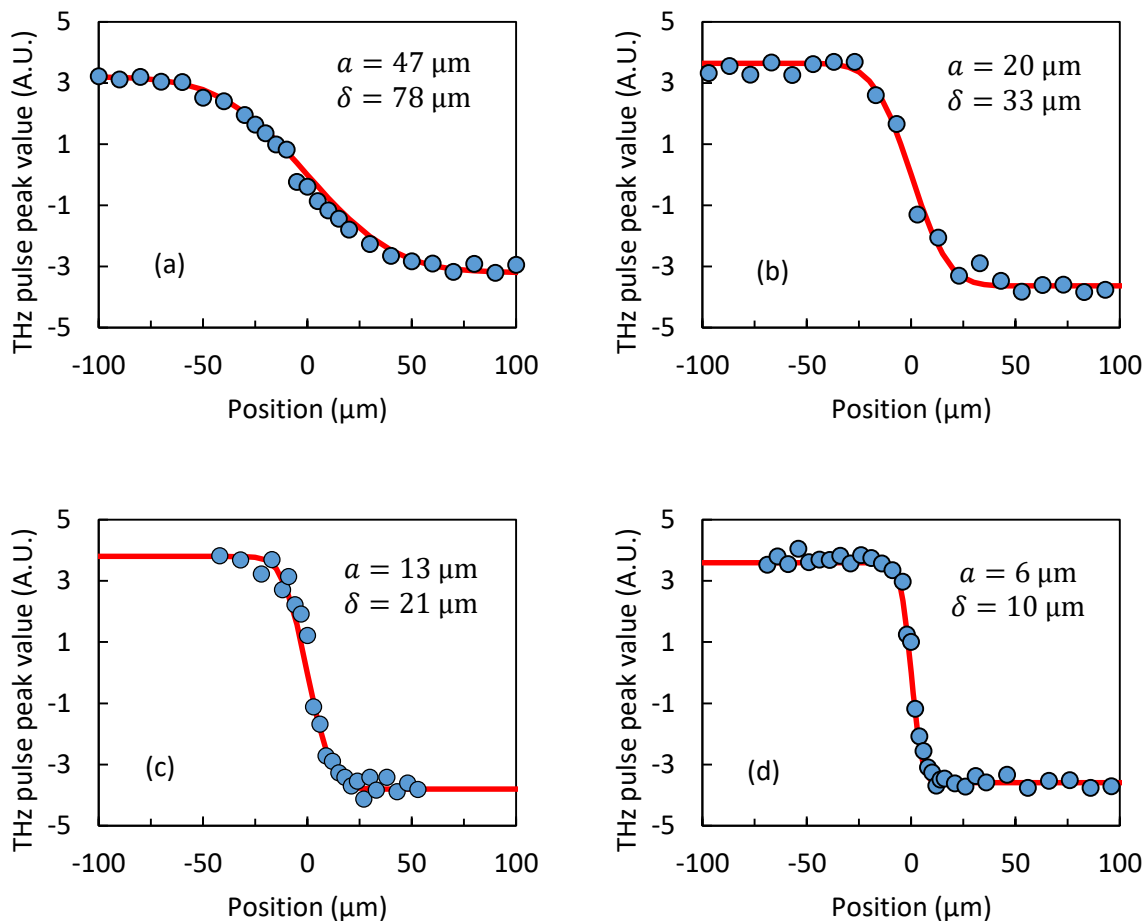 THz pulse peak value (A.U.)
5
3
1
-1
-3
-5
𝑎 = 47 µm
𝛿 = 78 µm
(a)
-100 -50 0 50 100
Position (µm)
THz pulse peak value (A.U.)
5
3
1
-1
-3
-5
𝑎 = 20 µm
𝛿 = 33 µm
(b)
-100 -50 0 50 100
Position (µm)
THz pulse peak value (A.U.)
5
3
1
-1
-3
-5
𝑎 = 13 µm
𝛿 = 21 µm
(c)
-100 -50 0 50 100
Position (µm)
THz pulse peak value (A.U.)
5
3
1
-1
-3
-5
𝑎 = 6 µm
𝛿 = 10 µm
(d)
-100 -50 0 50 100
Position (µm)